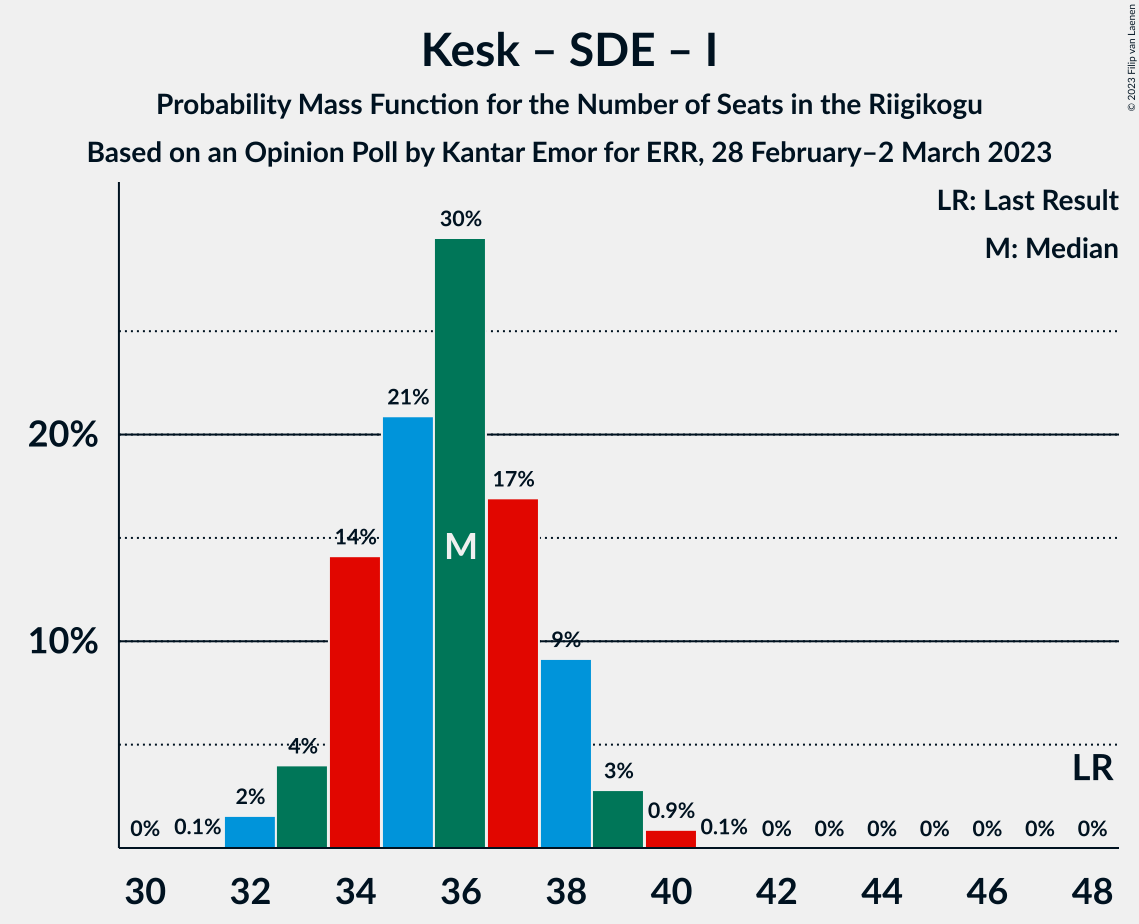 Kesk – SDE – I
Probability Mass Function for the Number of Seats in the Riigikogu
Based on an Opinion Poll by Kantar Emor for ERR, 28 February–2 March 2023
© 2023 Filip van Laenen
LR: Last Result
M: Median
30%
21%
20%
17%
14%
M
10%
9%
4%
3%
LR
2%
0.9%
0% 0.1% 0.1% 0% 0% 0% 0% 0% 0% 0%
30 32 34 36 38 40 42 44 46 48